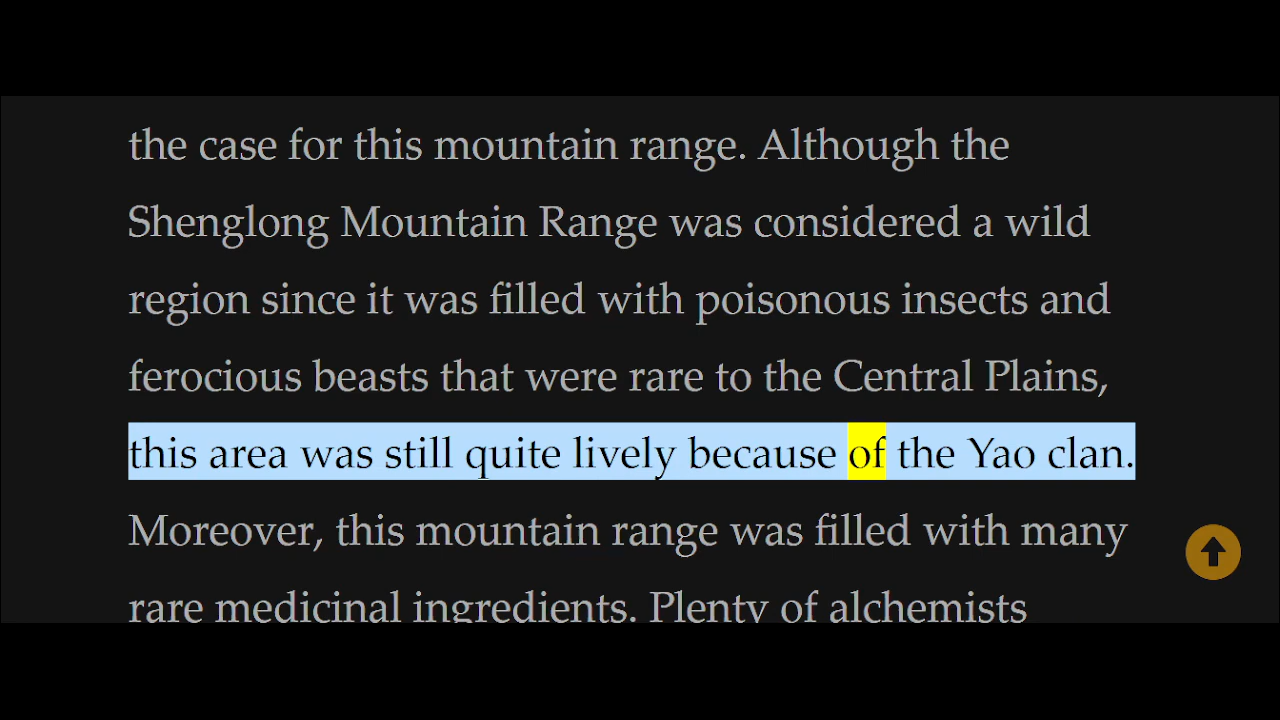 the case for this mountain range. Although the
Shenglong Mountain Range was considered a wild
region since it was filled with poisonous insects and
ferocious beasts that were rare to the Central Plains,
this area was still quite lively because of the Yao clan.
Moreover, this mountain range was filled with many
rare medicinal ingredients. Plenty of alchemists